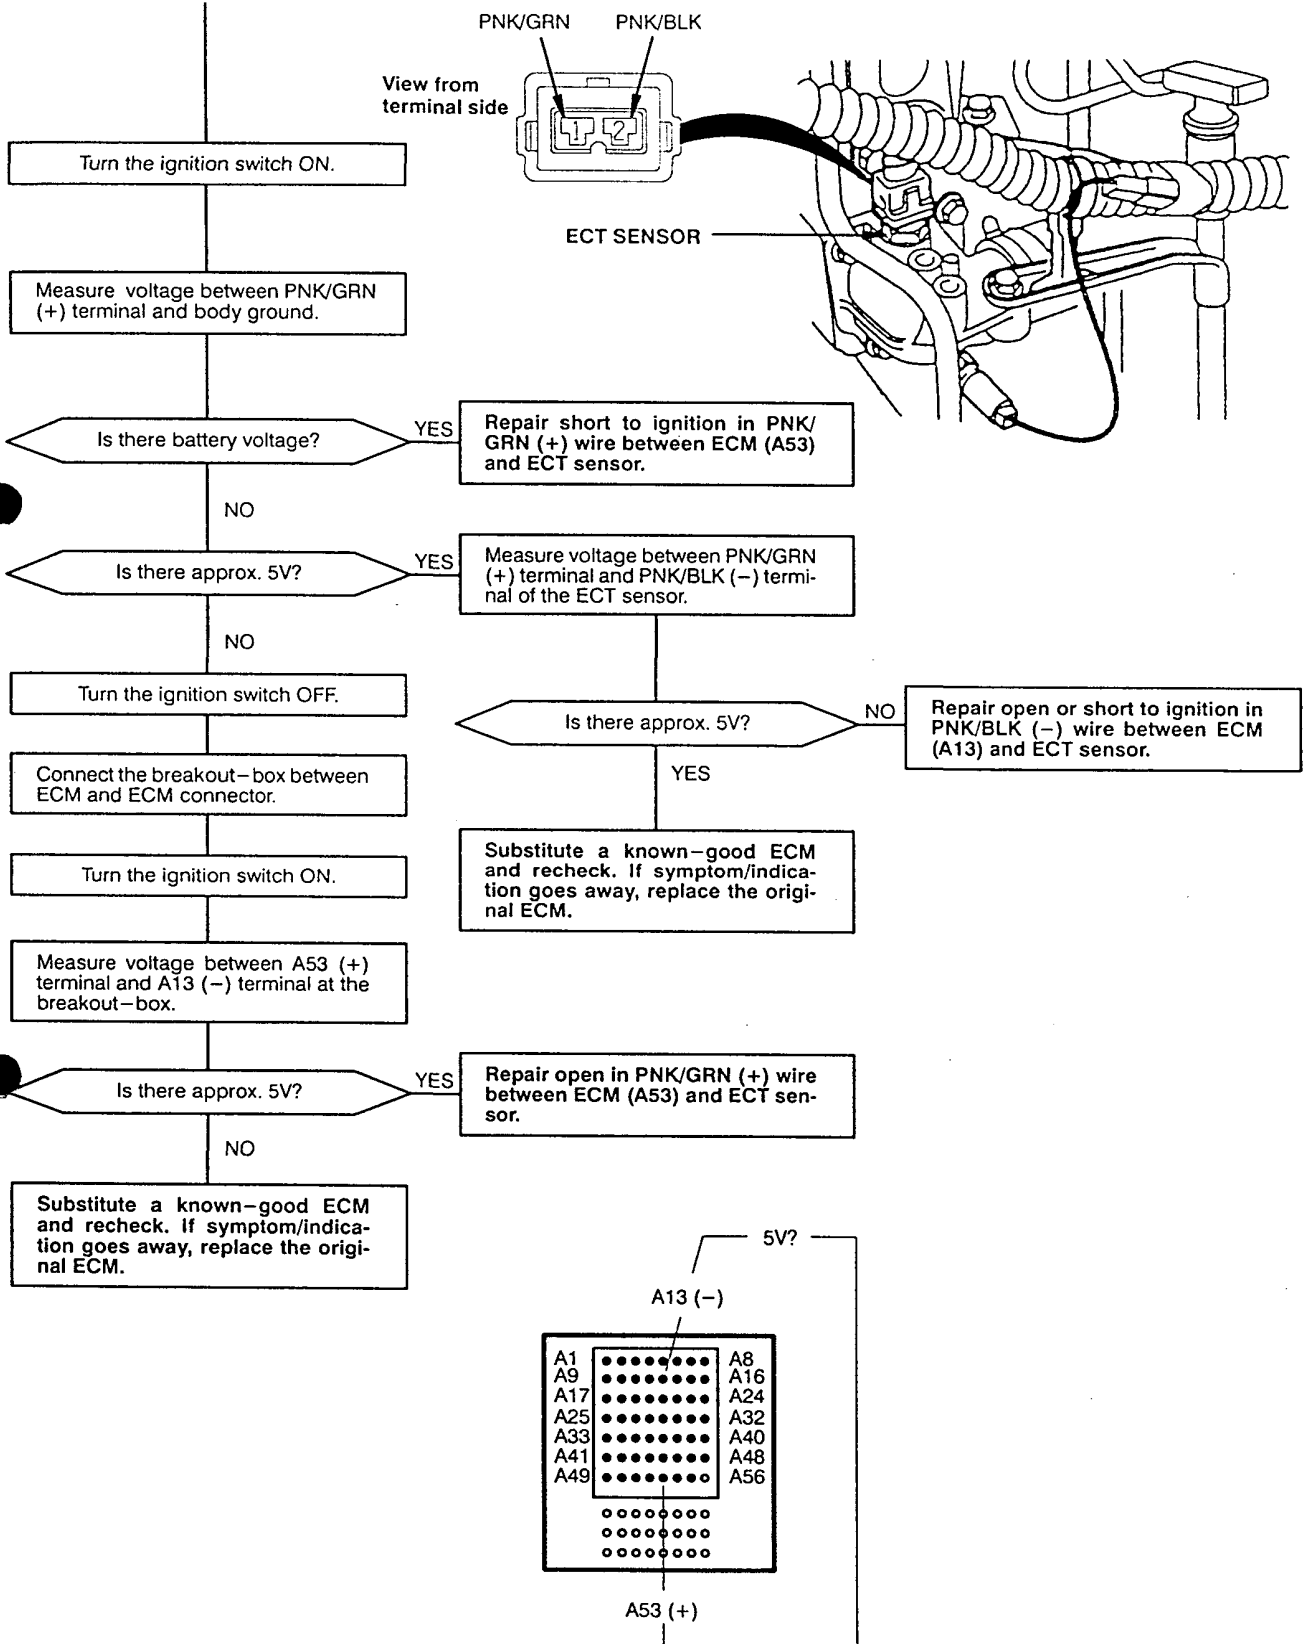 PNK/GRN PNK/BLK
View from
terminal side
1 2
ECT SENSOR
Turn the ignition switch ON.
Measure voltage between PNK/GRN
(+) terminal and body ground.
Is there battery voltage?
YES
Repair short to ignition in PNK/
GRN (+) wire between ECM (A53)
and ECT sensor.
NO
Is there approx. 5V?
YES
Measure voltage between PNK/GRN
(+) terminal and PNK/BLK (−) termi-
nal of the ECT sensor.
NO
Turn the ignition switch OFF.
Is there approx. 5V?
NO
Repair open or short to ignition in
PNK/BLK (−) wire between ECM
(A13) and ECT sensor.
YES
Connect the breakout−box between
ECM and ECM connector.
Substitute a known−good ECM
and recheck. If symptom/indica-
tion goes away, replace the origi-
nal ECM.
Turn the ignition switch ON.
Measure voltage between A53 (+)
terminal and A13 (−) terminal at the
breakout−box.
Is there approx. 5V?
YES
Repair open in PNK/GRN (+) wire
between ECM (A53) and ECT sen-
sor.
NO
Substitute a known−good ECM
and recheck. If symptom/indica-
tion goes away, replace the origi-
nal ECM.
5V?
A13 (−)
A1 A8
A9 A16
A17 A24
A25 A32
A33 A40
A41 A48
A49 A56
A53 (+)